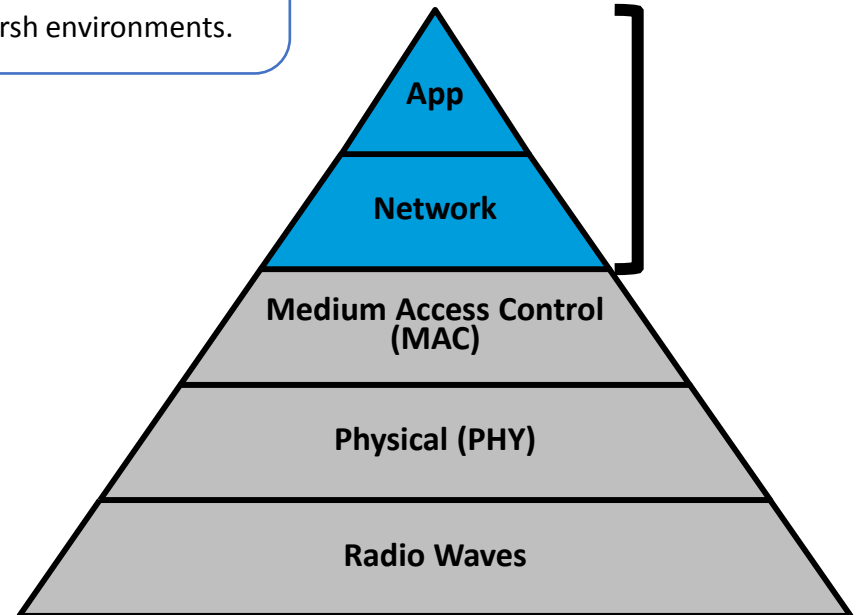 rsh environments.
App
Network
Medium Access Control
(MAC)
Physical (PHY)
Radio Waves